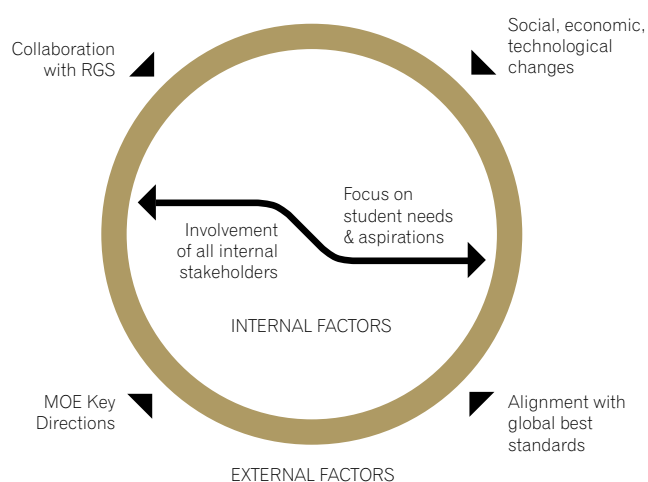 Collaboration
with RGS
Social, economic,
technological
changes
Involvement
of all internal
stakeholders
Focus on
student needs
& aspirations
INTERNAL FACTORS
MOE Key
Directions
Alignment with
global best
standards
EXTERNAL FACTORS